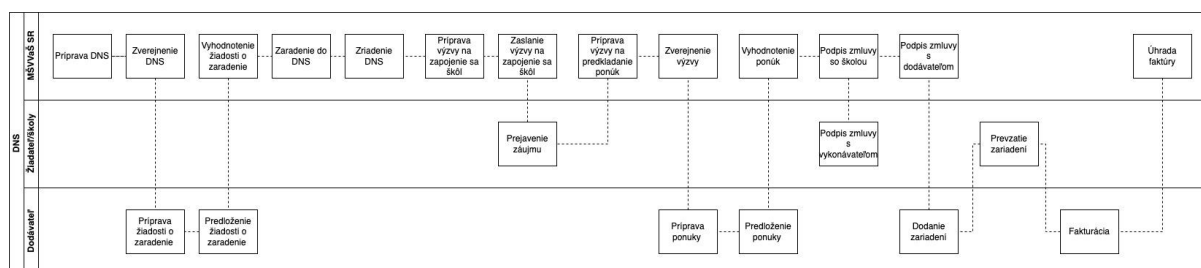 DNS
MŠVVaŠ SR
Príprava DNS
Zverejnenie
DNS
Vyhodnotenie
žiadosti o
zaradenie
Zaradenie do
DNS
Zriadenie
DNS
Príprava
výzvy na
zapojenie sa
škôl
Zaslanie
výzvy na
zapojenie sa
škôl
Príprava
výzvy na
predkladanie
ponúk
Zverejnenie
výzvy
Vyhodnotenie
ponúk
Podpis zmluvy
so školou
Podpis zmluvy
s
dodávateľom
Úhrada
faktúry
Žiadateľ/školy
Prejavenie
záujmu
Podpis zmluvy
s
vykonávateľom
Prevzatie
zariadení
Dodávateľ
Príprava
žiadosti o
zaradenie
Predloženie
žiadosti o
zaradenie
Príprava
ponuky
Predloženie
ponuky
Dodanie
zariadení
Fakturácia